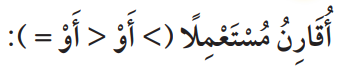 أُقَارِنُ مُسْتَعْمِلًا (> أَوْ < أَوْ = ):